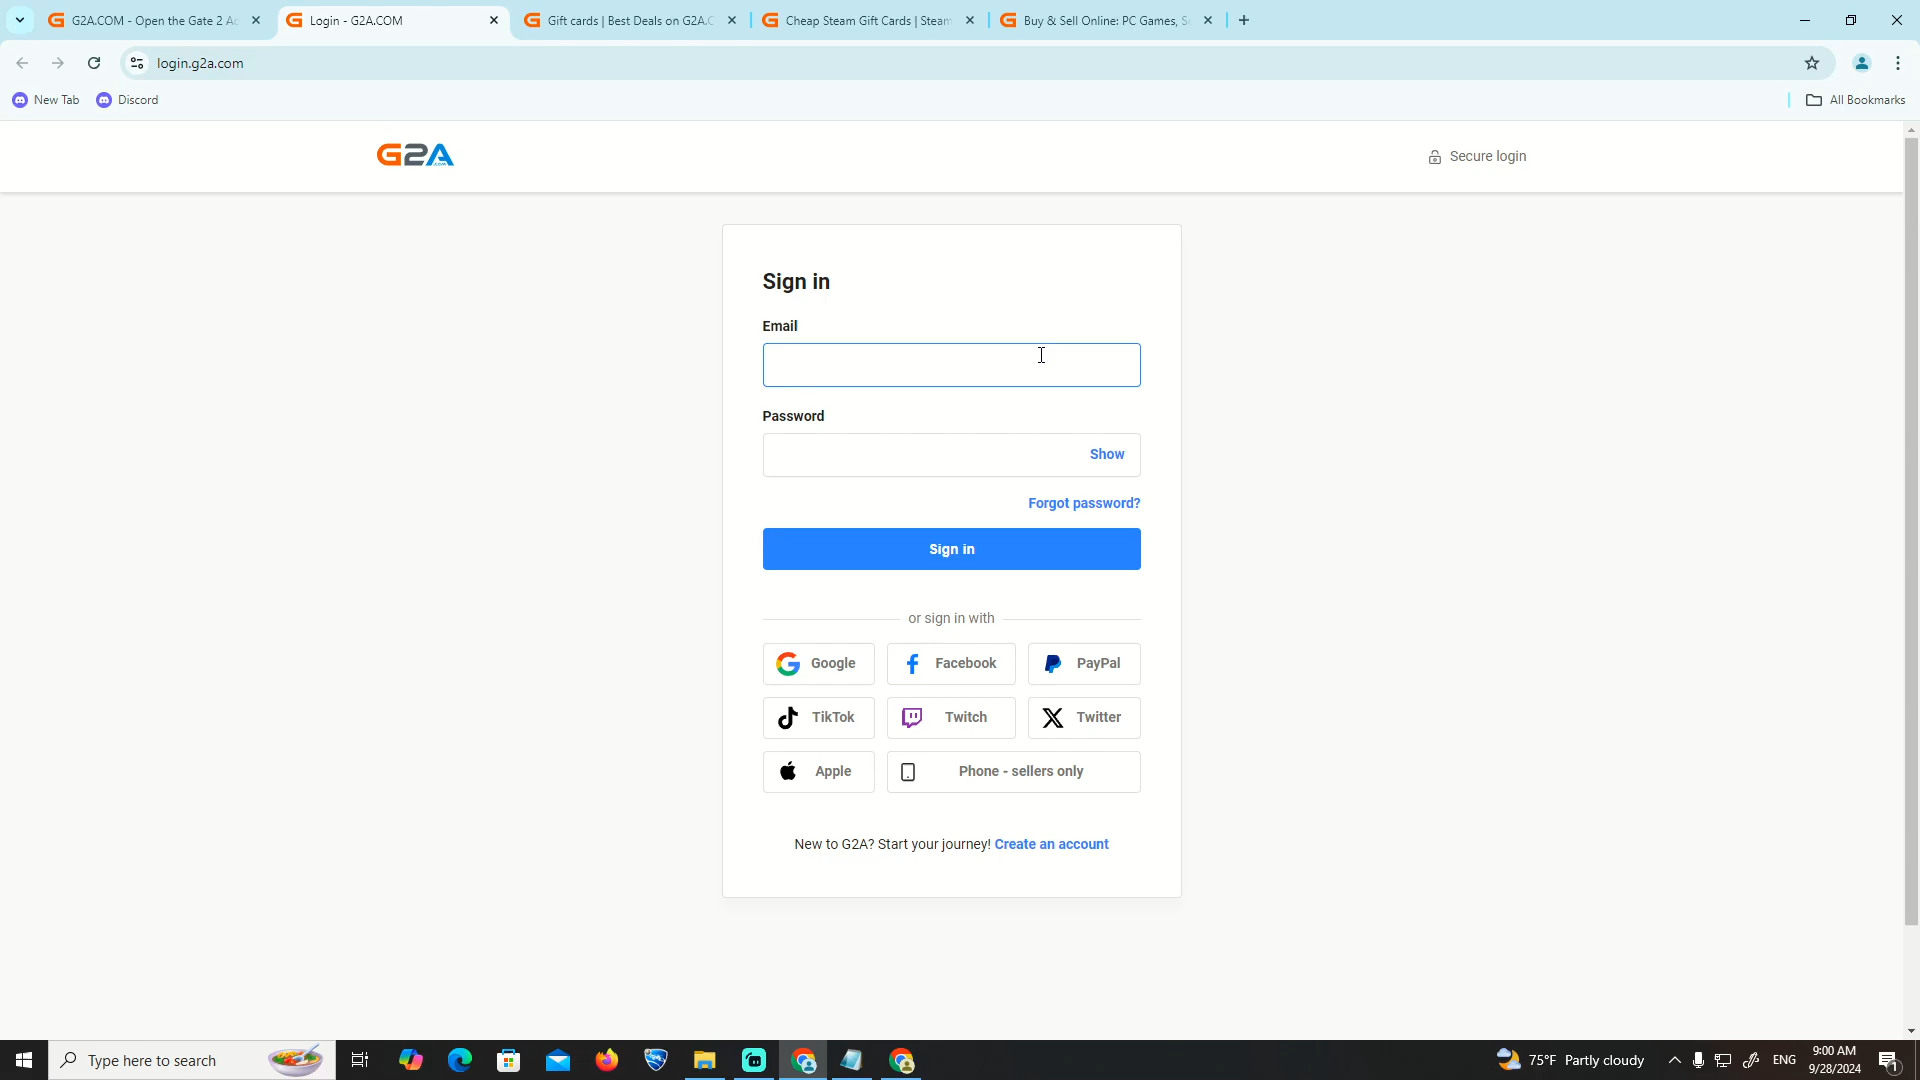 G2A.COM - Open the Gate 2 Ac
Login - G2A.COM
Gift cards | Best Deals on G2A.C
Cheap Steam Gift Cards | Steam
Buy & Sell Online: PC Games, So
login.g2a.com
New Tab
Discord
All Bookmarks
G2A.COM
Secure login
Sign in
Email
Password
Show
Forgot password?
Sign in
or sign in with
Google
Facebook
PayPal
TikTok
Twitch
Twitter
Apple
Phone - sellers only
New to G2A? Start your journey! Create an account
Type here to search
75°F Partly cloudy
ENG
9:00 AM
9/28/2024
1